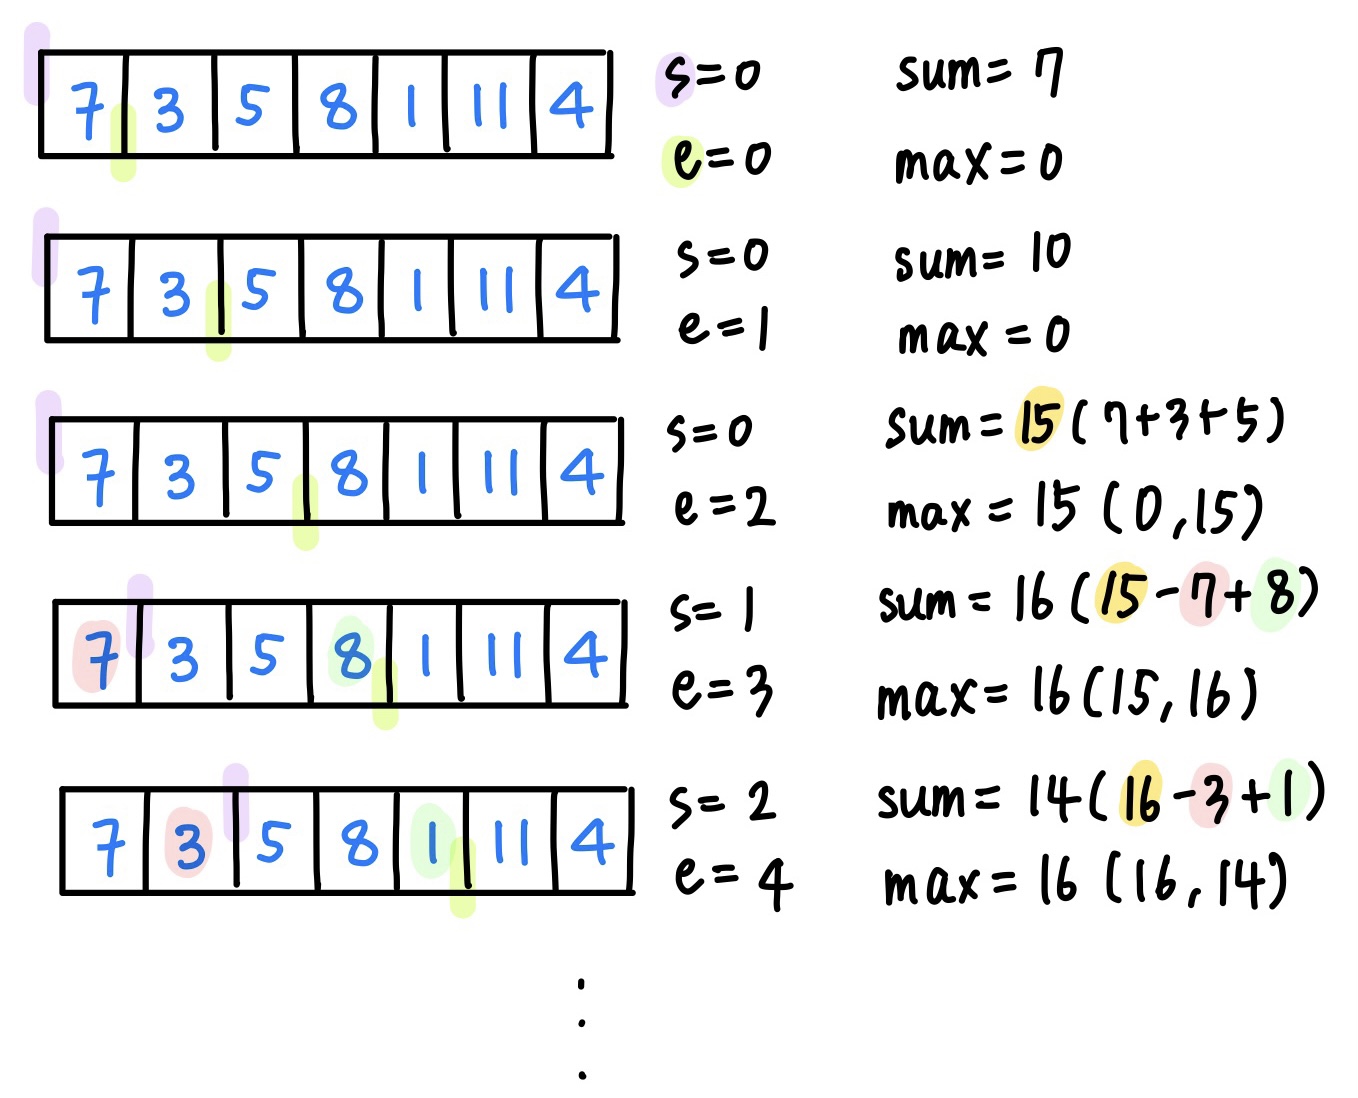 7 3 5 8 1 11 4 s=0 sum= 7
e=0 max=0
7 3 5 8 1 11 4 s=0 sum= 10
e=1 max=0
7 3 5 8 1 11 4 s=0 sum=15(7+3+5)
e=2 max=15(0,15)
7 3 5 8 1 11 4 s=1 sum=16(15-7+8)
e=3 max=16(15,16)
7 3 5 8 1 11 4 s=2 sum=14(16-3+1)
e=4 max=16(16,14)
.
.
.